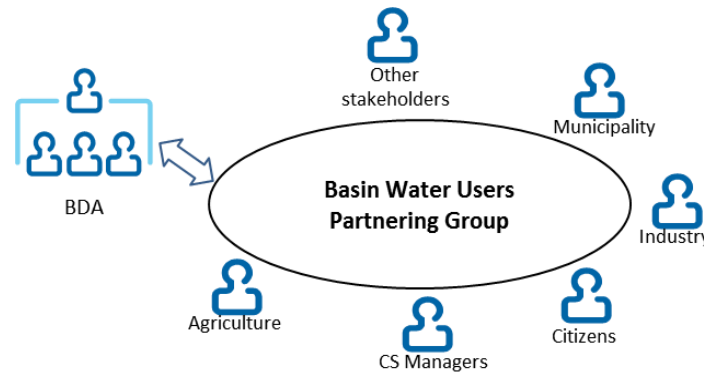 Other
stakeholders
Municipality
BDA
Basin Water Users
Partnering Group
Industry
Agriculture
Citizens
CS Managers